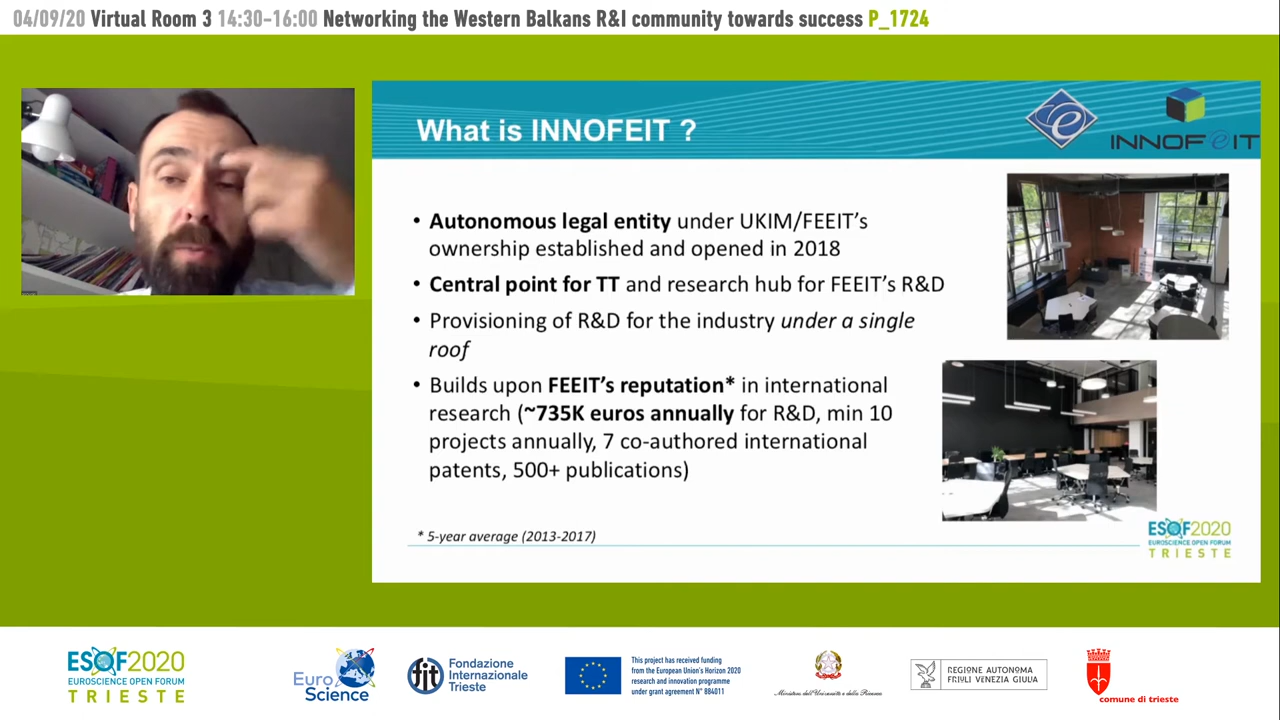 04/09/20 Virtual Room 3 14:30-16:00 Networking the Western Balkans R&I community towards success P_1724
What is INNOFEIT ?
e
INNOFEIT
• Autonomous legal entity under UKIM/FEEIT's
ownership established and opened in 2018
• Central point for TT and research hub for FEEIT's R&D
• Provisioning of R&D for the industry under a single
roof
• Builds upon FEEIT's reputation* in international
research (~735K euros annually for R&D, min 10
projects annually, 7 co-authored international
patents, 500+ publications)
* 5-year average (2013-2017)
ESOF2020
EUROSCIENCE OPEN FORUM
TRIESTE
ESOF2020
EUROSCIENCE OPEN FORUM
TRIESTE
Euro
Science
fit
Fondazione
Internazionale
Trieste
This project has received funding
from the European Union's Horizon 2020
research and innovation programme
under grant agreement N° 884011
Ministero dell'Università e della Ricerca
REGIONE AUTONOMA
FRIULI VENEZIA GIULIA
comune di trieste